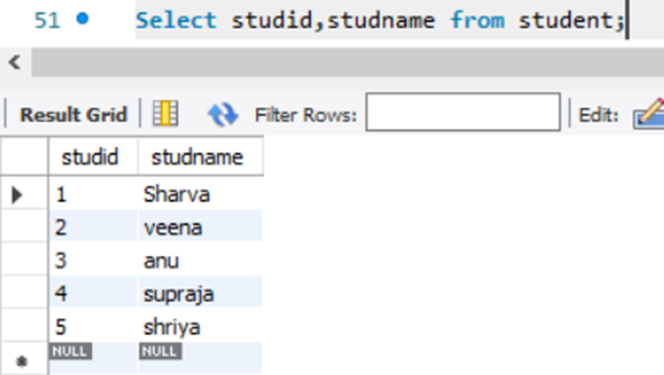 51 Select studid,studname from student;
Result Grid Filter Rows: Edit:
studid studname
1 Sharva
2 veena
3 anu
4 supraja
5 shriya
NULL NULL